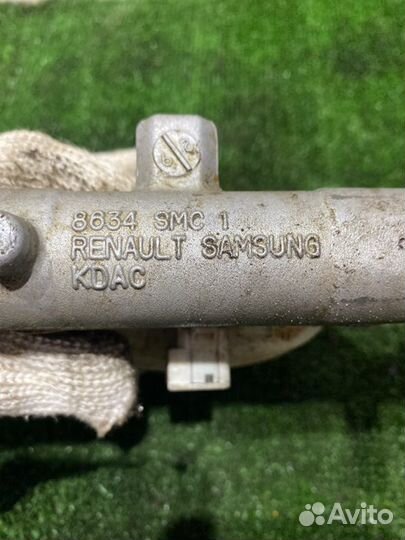 8634 SMC 1
RENAULT SAMSUNG
KDAC
Avito